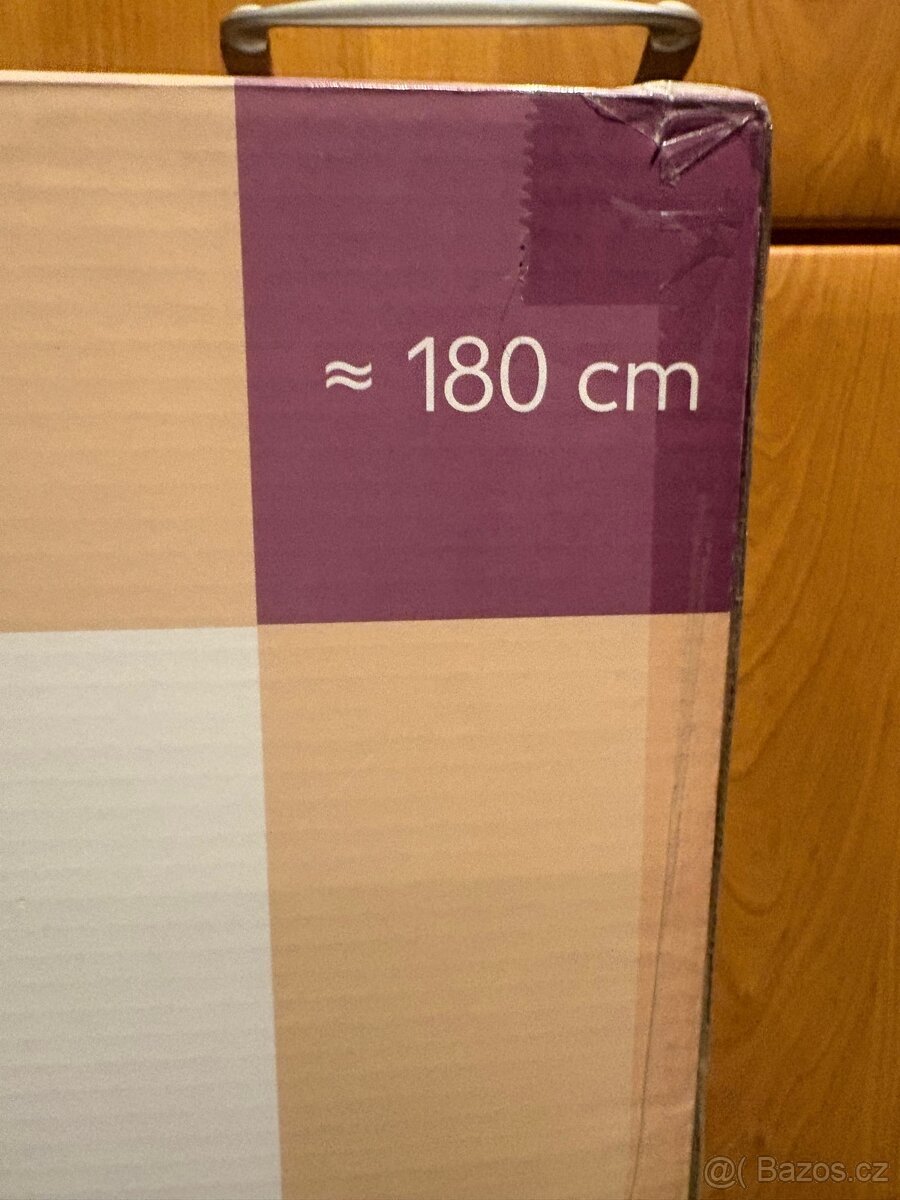 ≈ 180 cm
@( Bazos.cz